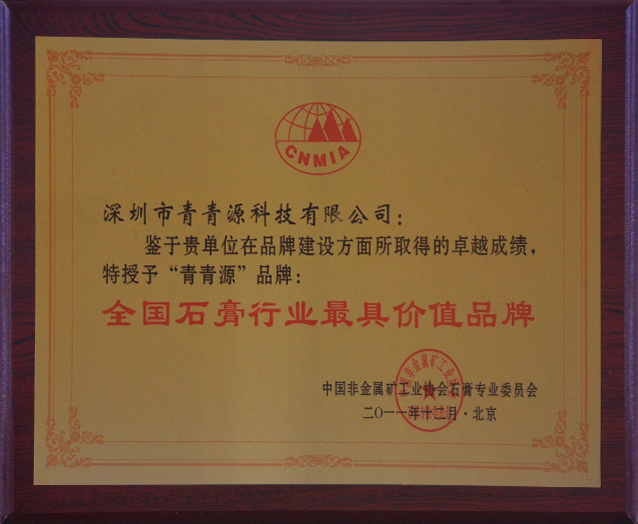 CNMIA
深圳市青青源科技有限公司：
鉴于贵单位在品牌建设方面所取得的卓越成绩，
特授予“青青源”品牌：
全国石膏行业最具价值品牌
中国非金属矿工业协会石膏专业委员会
二〇一一年十二月·北京